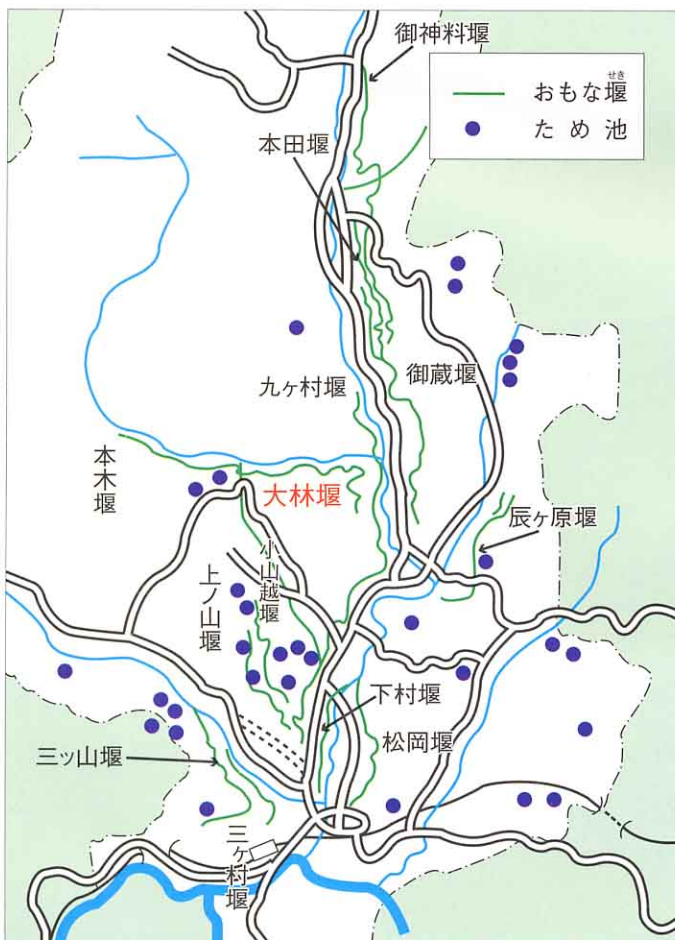 御神料堰
せき
おもな堰
ため池
本田堰
御蔵堰
九ヶ村堰
本木堰
大林堰
辰ヶ原堰
小山越堰
上ノ山堰
下村堰
松岡堰
三ッ山堰
三ヶ村堰